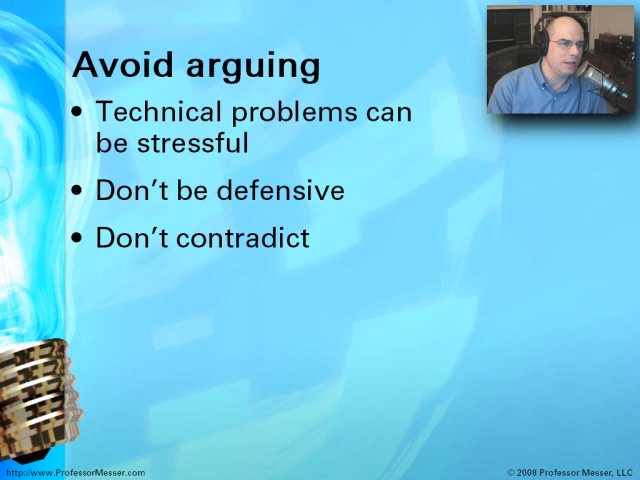 Avoid arguing
• Technical problems can
be stressful
• Don't be defensive
• Don't contradict
http://www.ProfessorMesser.com
© 2008 Professor Messer, LLC